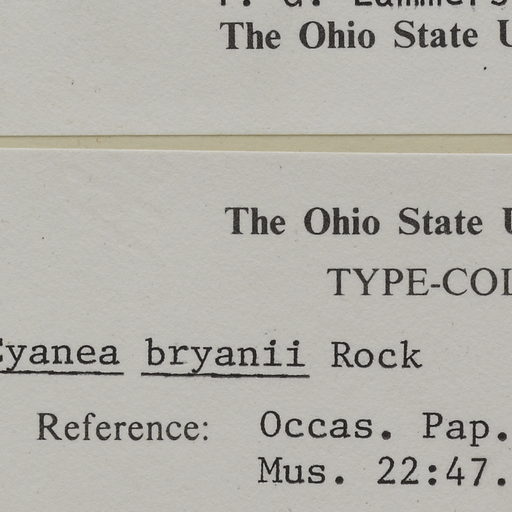 The Ohio State U
The Ohio State U
TYPE-COL
Cyanea bryanii Rock
Reference: Occas. Pap.
Mus. 22:47.